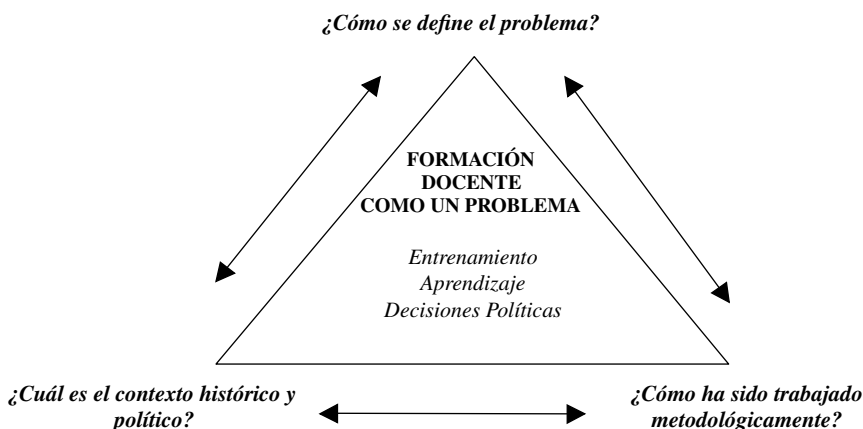 ¿Cómo se define el problema?
FORMACIÓN
DOCENTE
COMO UN PROBLEMA
Entrenamiento
Aprendizaje
Decisiones Políticas
¿Cuál es el contexto histórico y
político?
¿Cómo ha sido trabajado
metodológicamente?